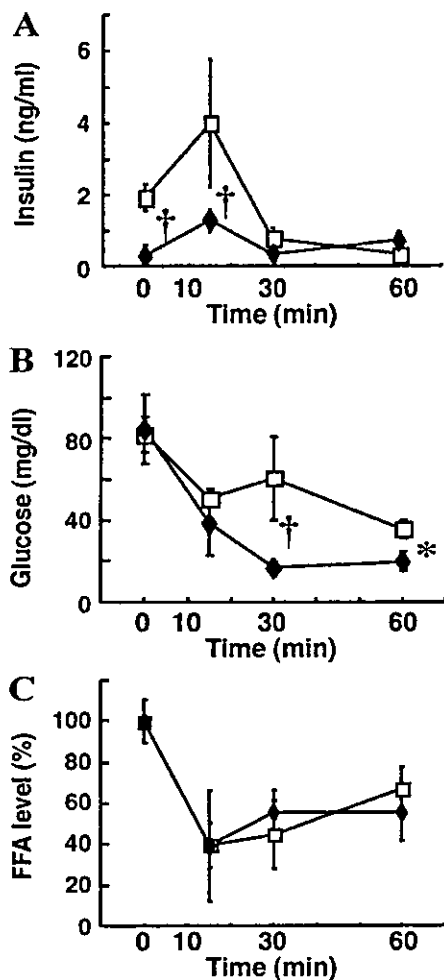 A
Insulin (ng/ml)
6
4
2
0
†
†
0 10 30 60
Time (min)
B
Glucose (mg/dl)
120
80
40
0
†
*
0 10 30 60
Time (min)
C
FFA level (%)
100
80
60
40
20
0
0 10 30 60
Time (min)